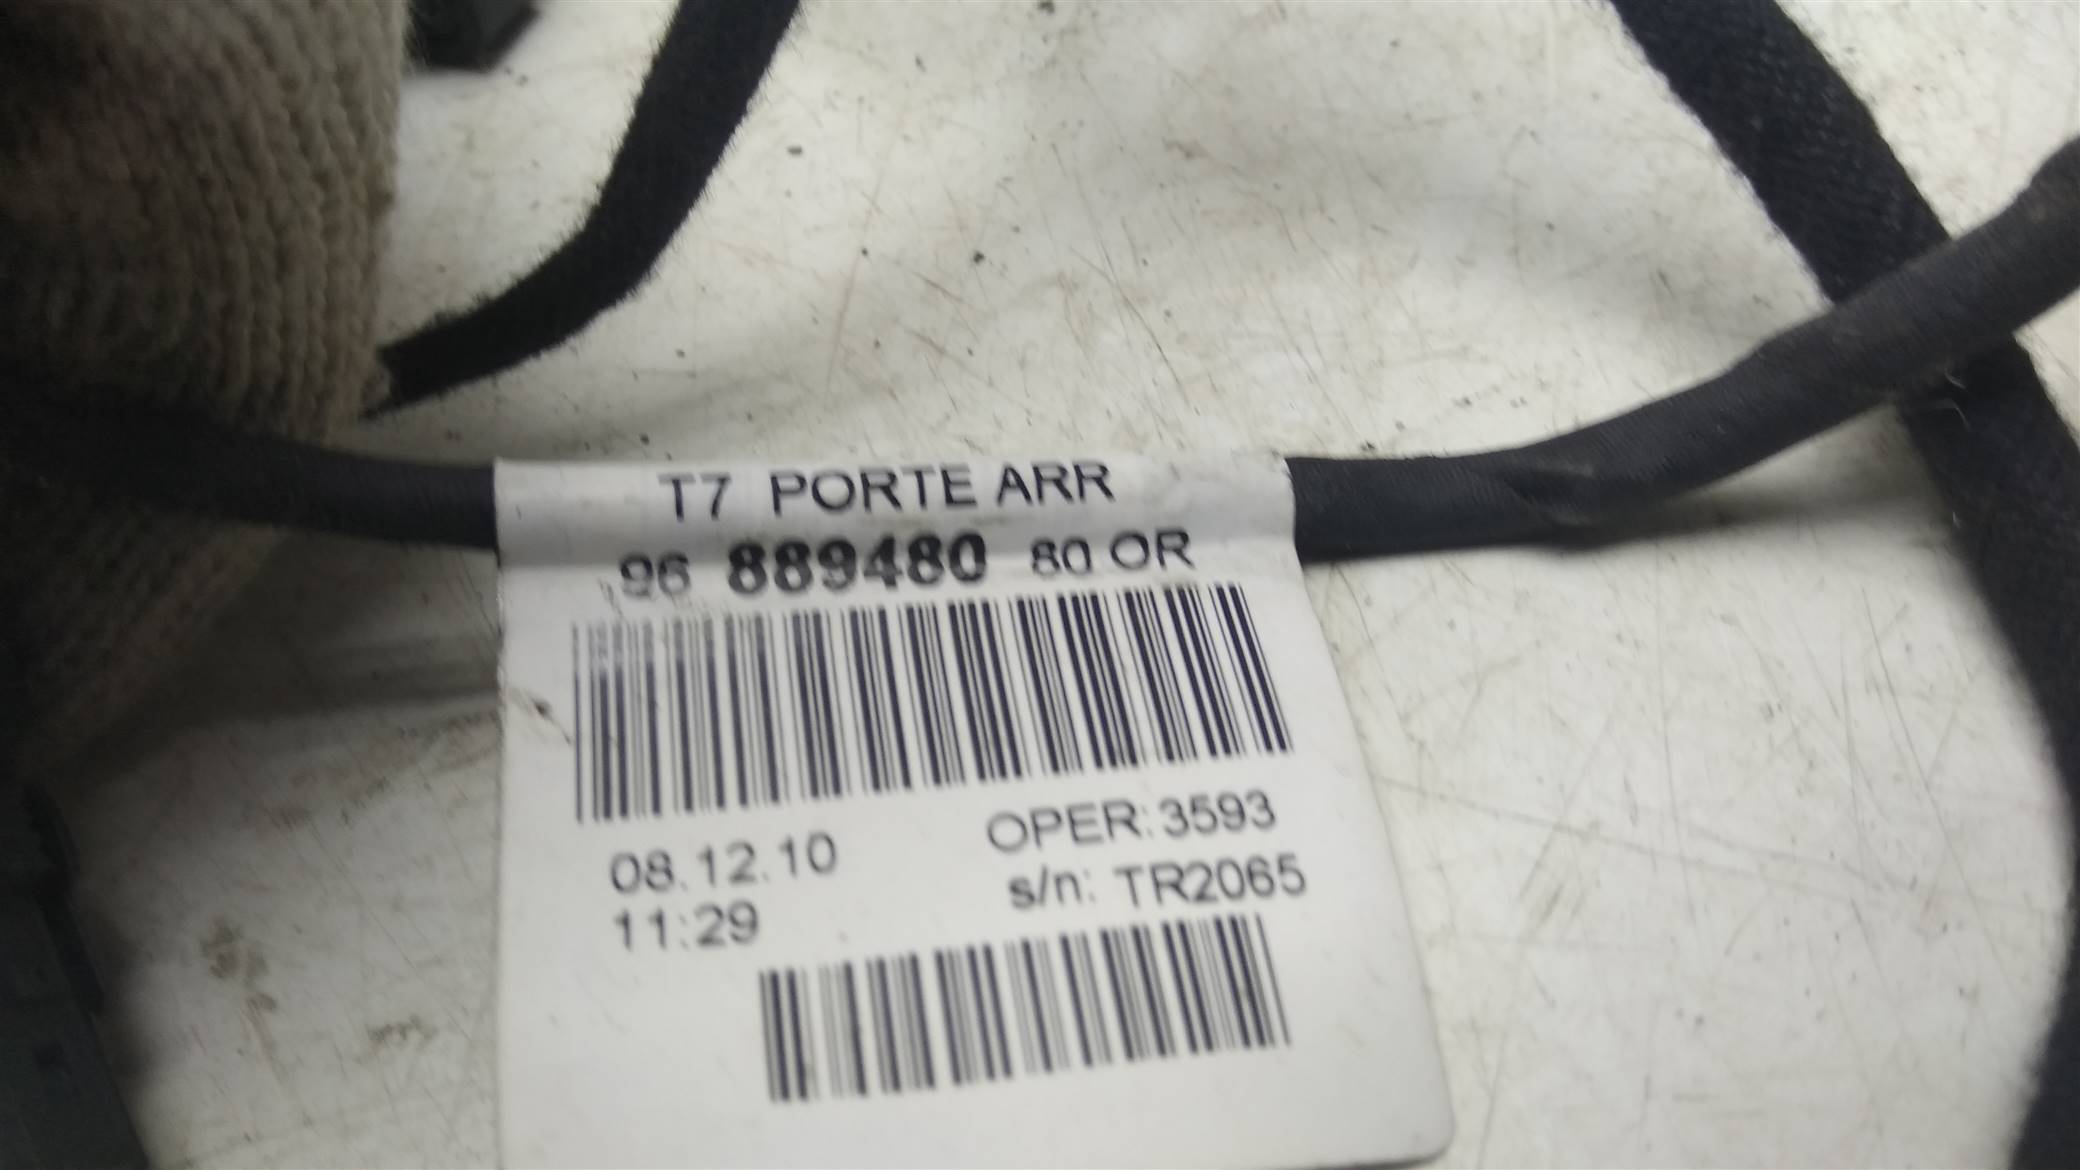 T7 PORTE ARR
96 889480 80 OR
08.12.10
OPER:3593
11:29
s/n: TR2065